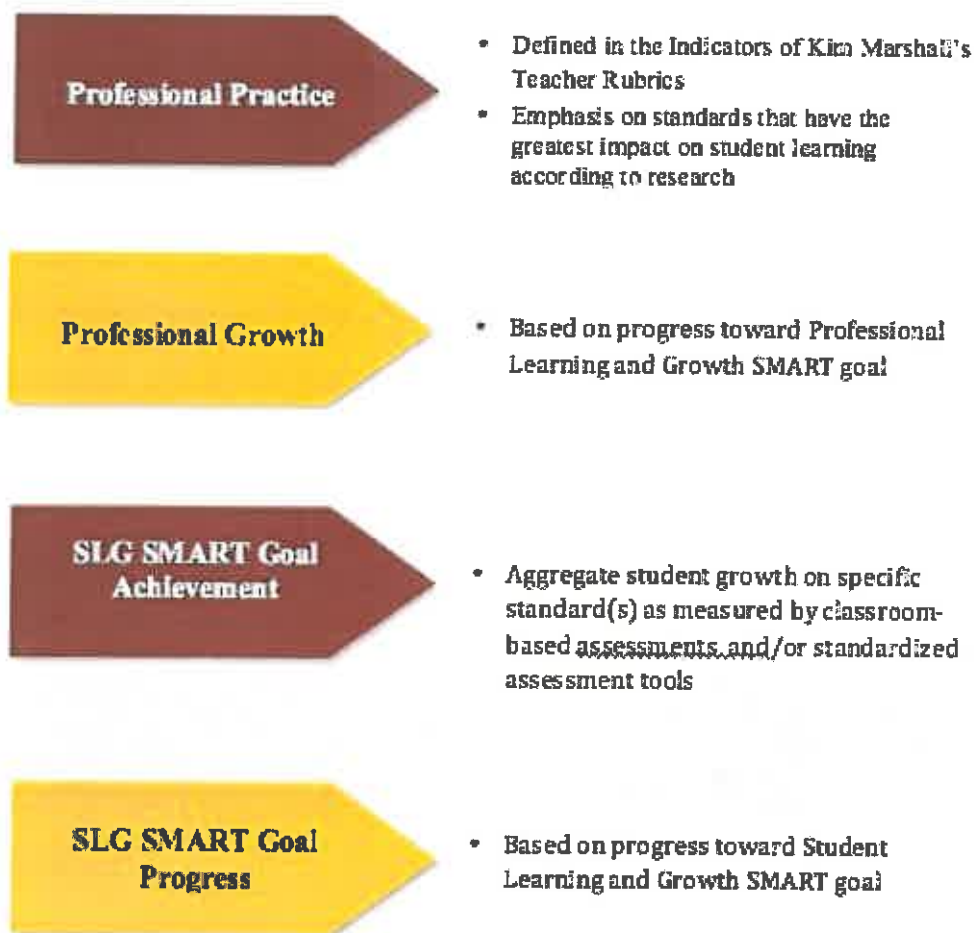 Professional Practice
• Defined in the Indicators of Kim Marshall's
Teacher Rubrics
• Emphasis on standards that have the
greatest impact on student learning
according to research
Professional Growth
• Based on progress toward Professional
Learning and Growth SMART goal
SLG SMART Goal
Achievement
• Aggregate student growth on specific
standard(s) as measured by classroom-
based assessments and/or standardized
assessment tools
SLG SMART Goal
Progress
• Based on progress toward Student
Learning and Growth SMART goal